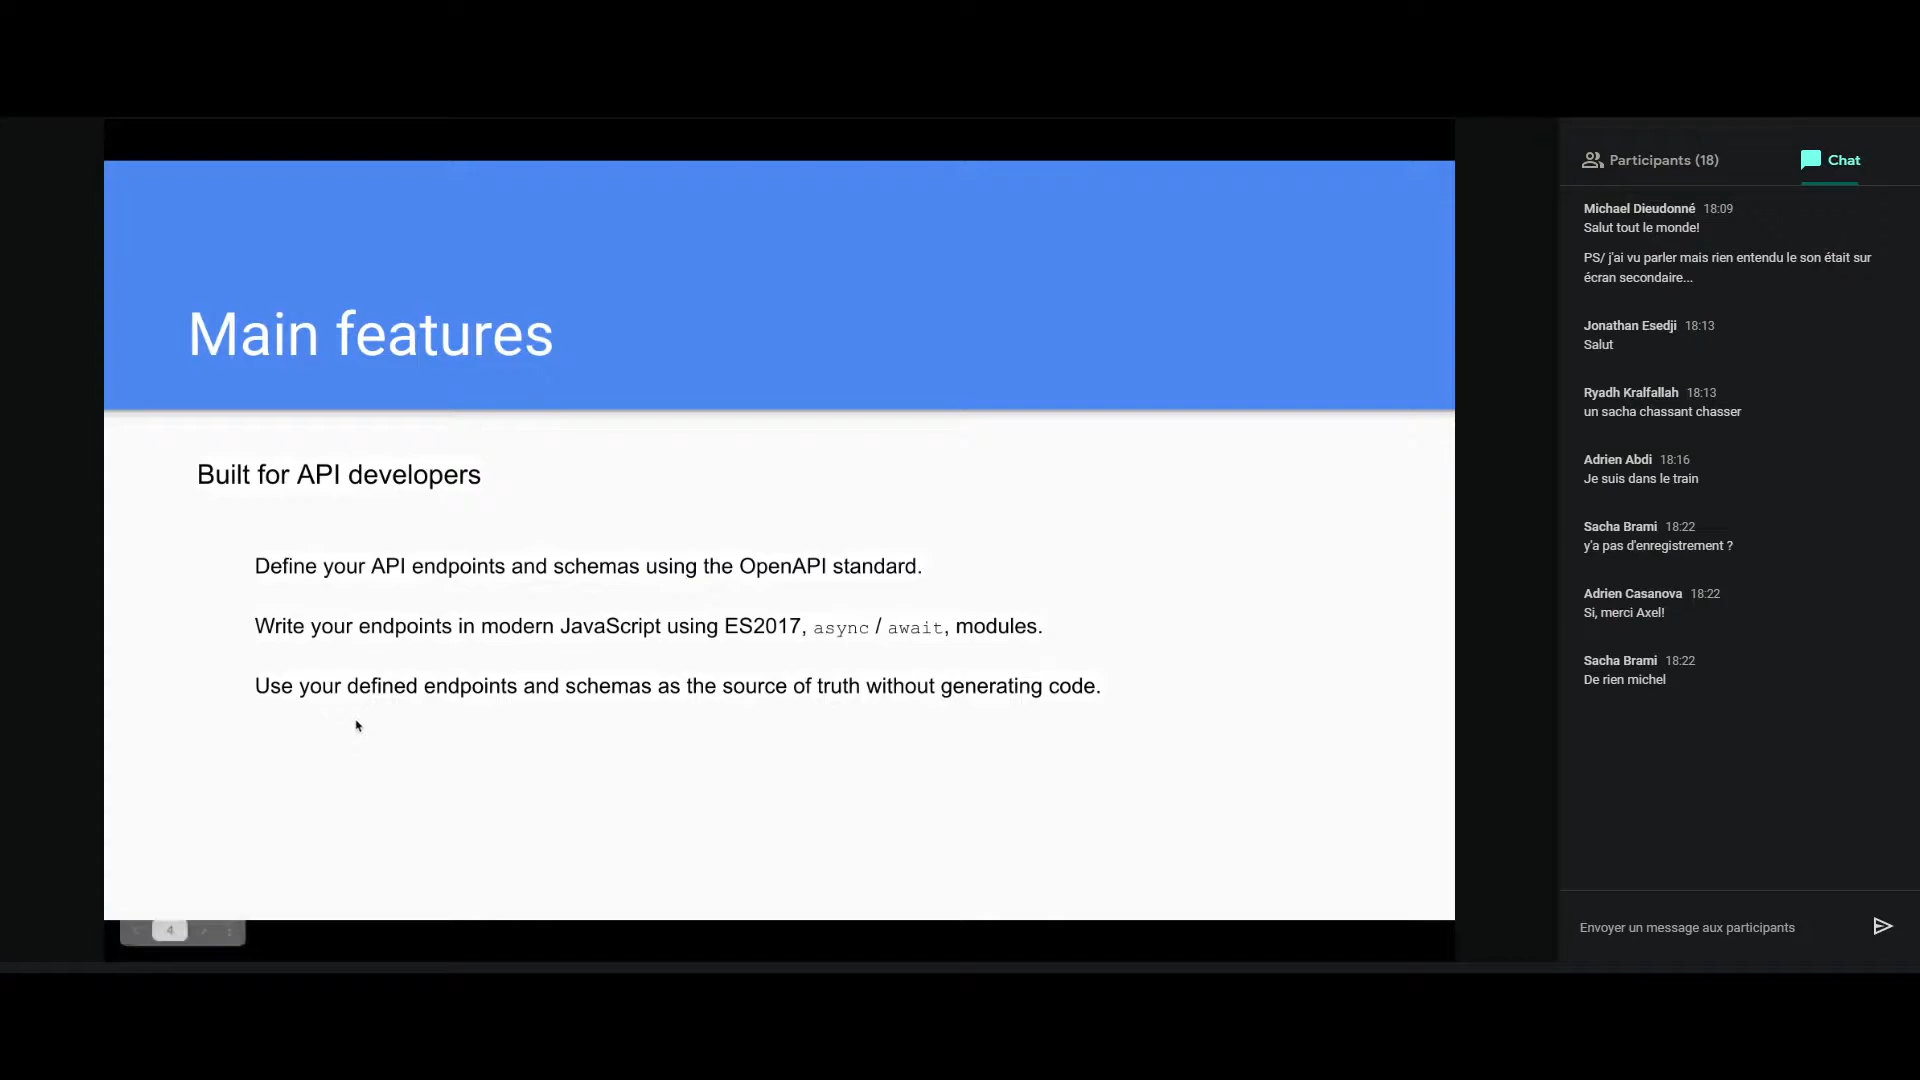 Main features
Built for API developers
Define your API endpoints and schemas using the OpenAPI standard.
Write your endpoints in modern JavaScript using ES2017, async / await, modules.
Use your defined endpoints and schemas as the source of truth without generating code.
4
Participants (18)
Chat
Michael Dieudonné 18:09
Salut tout le monde!
PS/ j'ai vu parler mais rien entendu le son était sur
écran secondaire...
Jonathan Esedji 18:13
Salut
Ryadh Kralfallah 18:13
un sacha chassant chasser
Adrien Abdi 18:16
Je suis dans le train
Sacha Brami 18:22
y'a pas d'enregistrement ?
Adrien Casanova 18:22
Si, merci Axel!
Sacha Brami 18:22
De rien michel
Envoyer un message aux participants